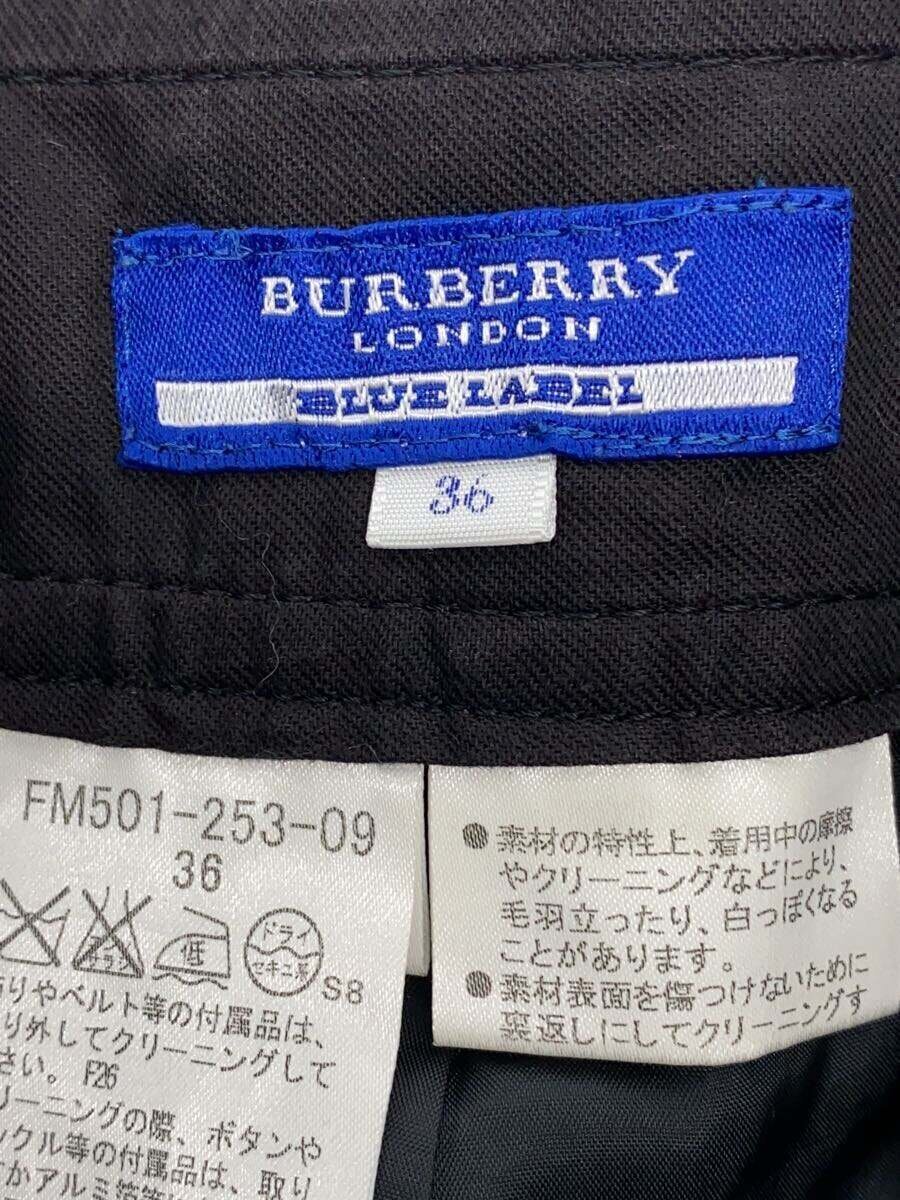 BURBERRY
LONDON
BLUE LABEL
36
FM501-253-09
36
低
ドライ
S8
りやベルト等の付属品は、
り外してクリーニングして
さい。 F26
リーニングの際、ボタンや
ックル等の付属品は、取り
●素材の特性上、着用中の摩擦
やクリーニングなどにより、
毛羽立ったり、白っぽくなる
ことがあります。
●素材表面を傷つけないために
裏返しにしてクリーニングす